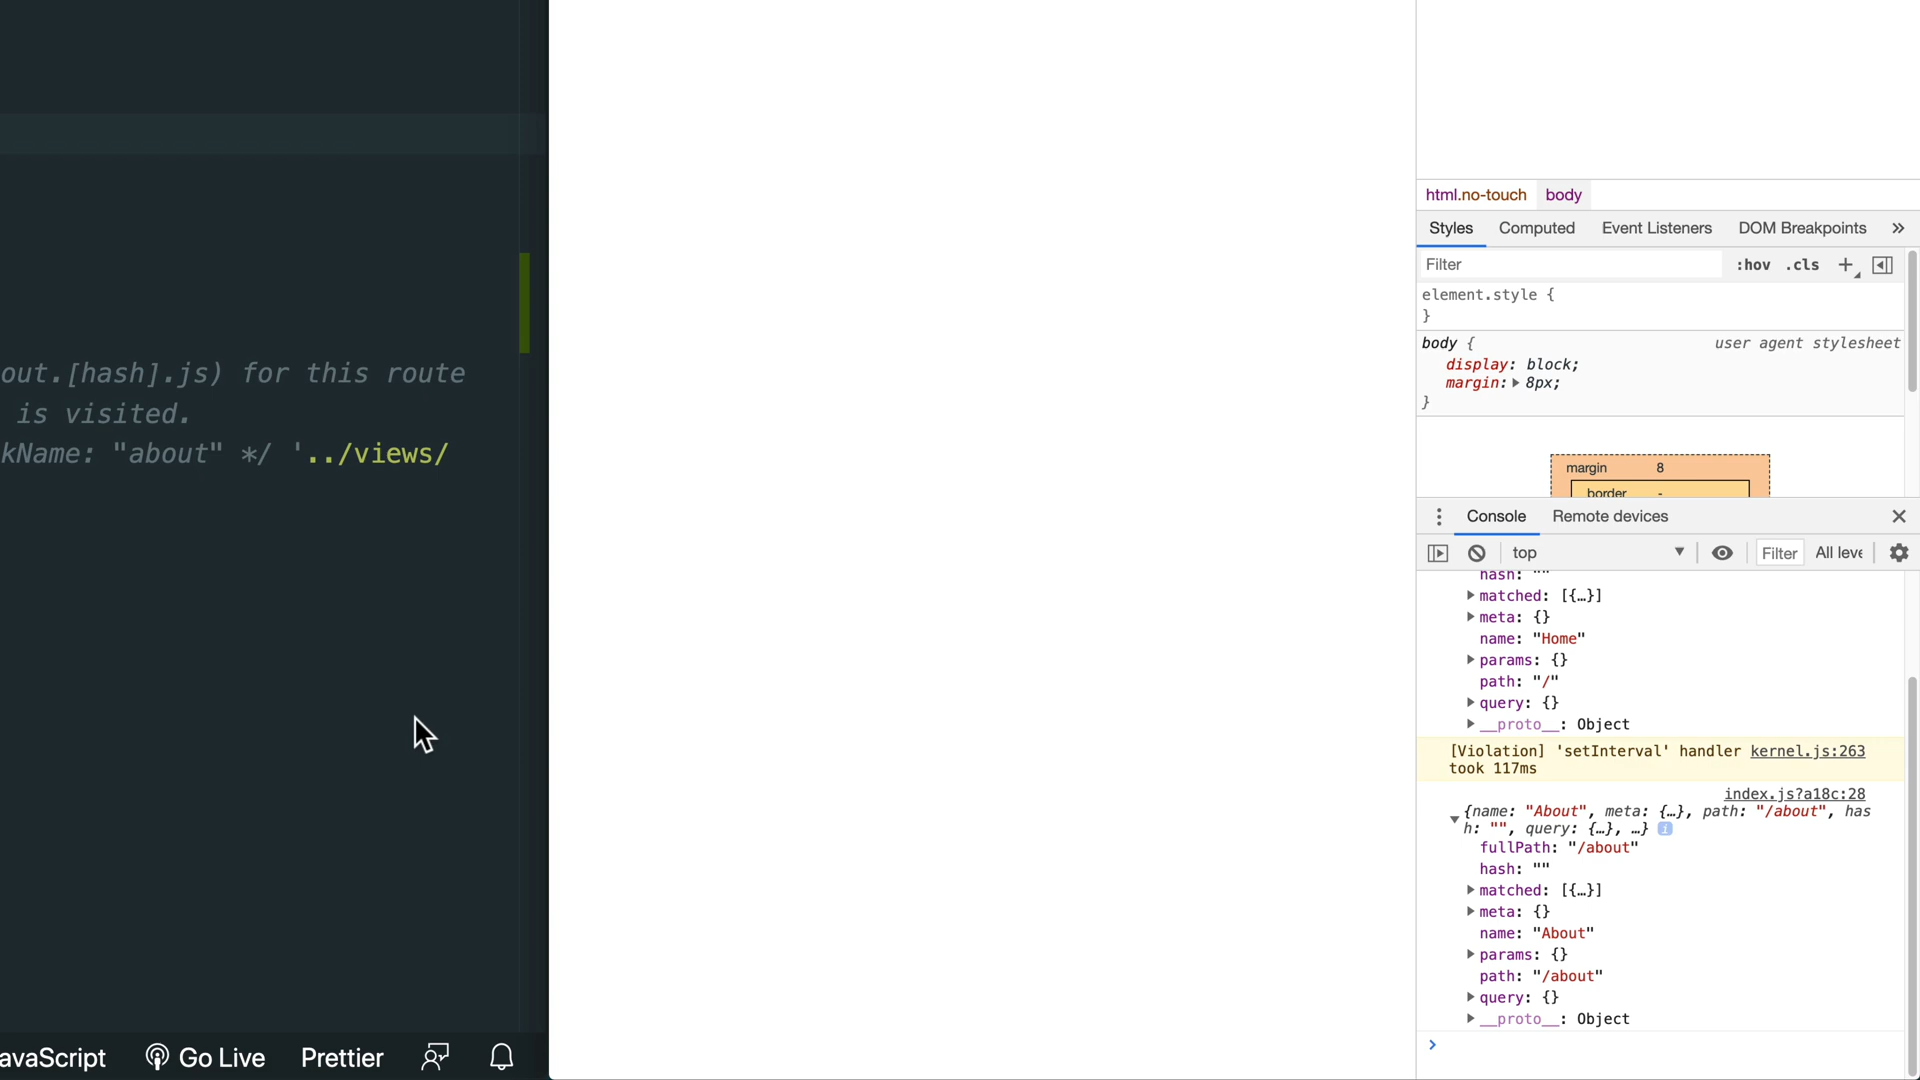 out.[hash].js) for this route
is visited.
kName: "about" */ '../views/
avaScript Go Live Prettier
html.no-touch body
Styles Computed Event Listeners DOM Breakpoints »
Filter :hov .cls +
element.style {
}
body { user agent stylesheet
display: block;
margin: 8px;
}
margin 8
border -
Console Remote devices
top Filter All leve
hash: ""
matched: [{…}]
meta: {}
name: "Home"
params: {}
path: "/"
query: {}
__proto__: Object
[Violation] 'setInterval' handler kernel.js:263
took 117ms
index.js?a18c:28
{name: "About", meta: {…}, path: "/about", has
h: "", query: {…}, …} i
fullPath: "/about"
hash: ""
matched: [{…}]
meta: {}
name: "About"
params: {}
path: "/about"
query: {}
__proto__: Object
>